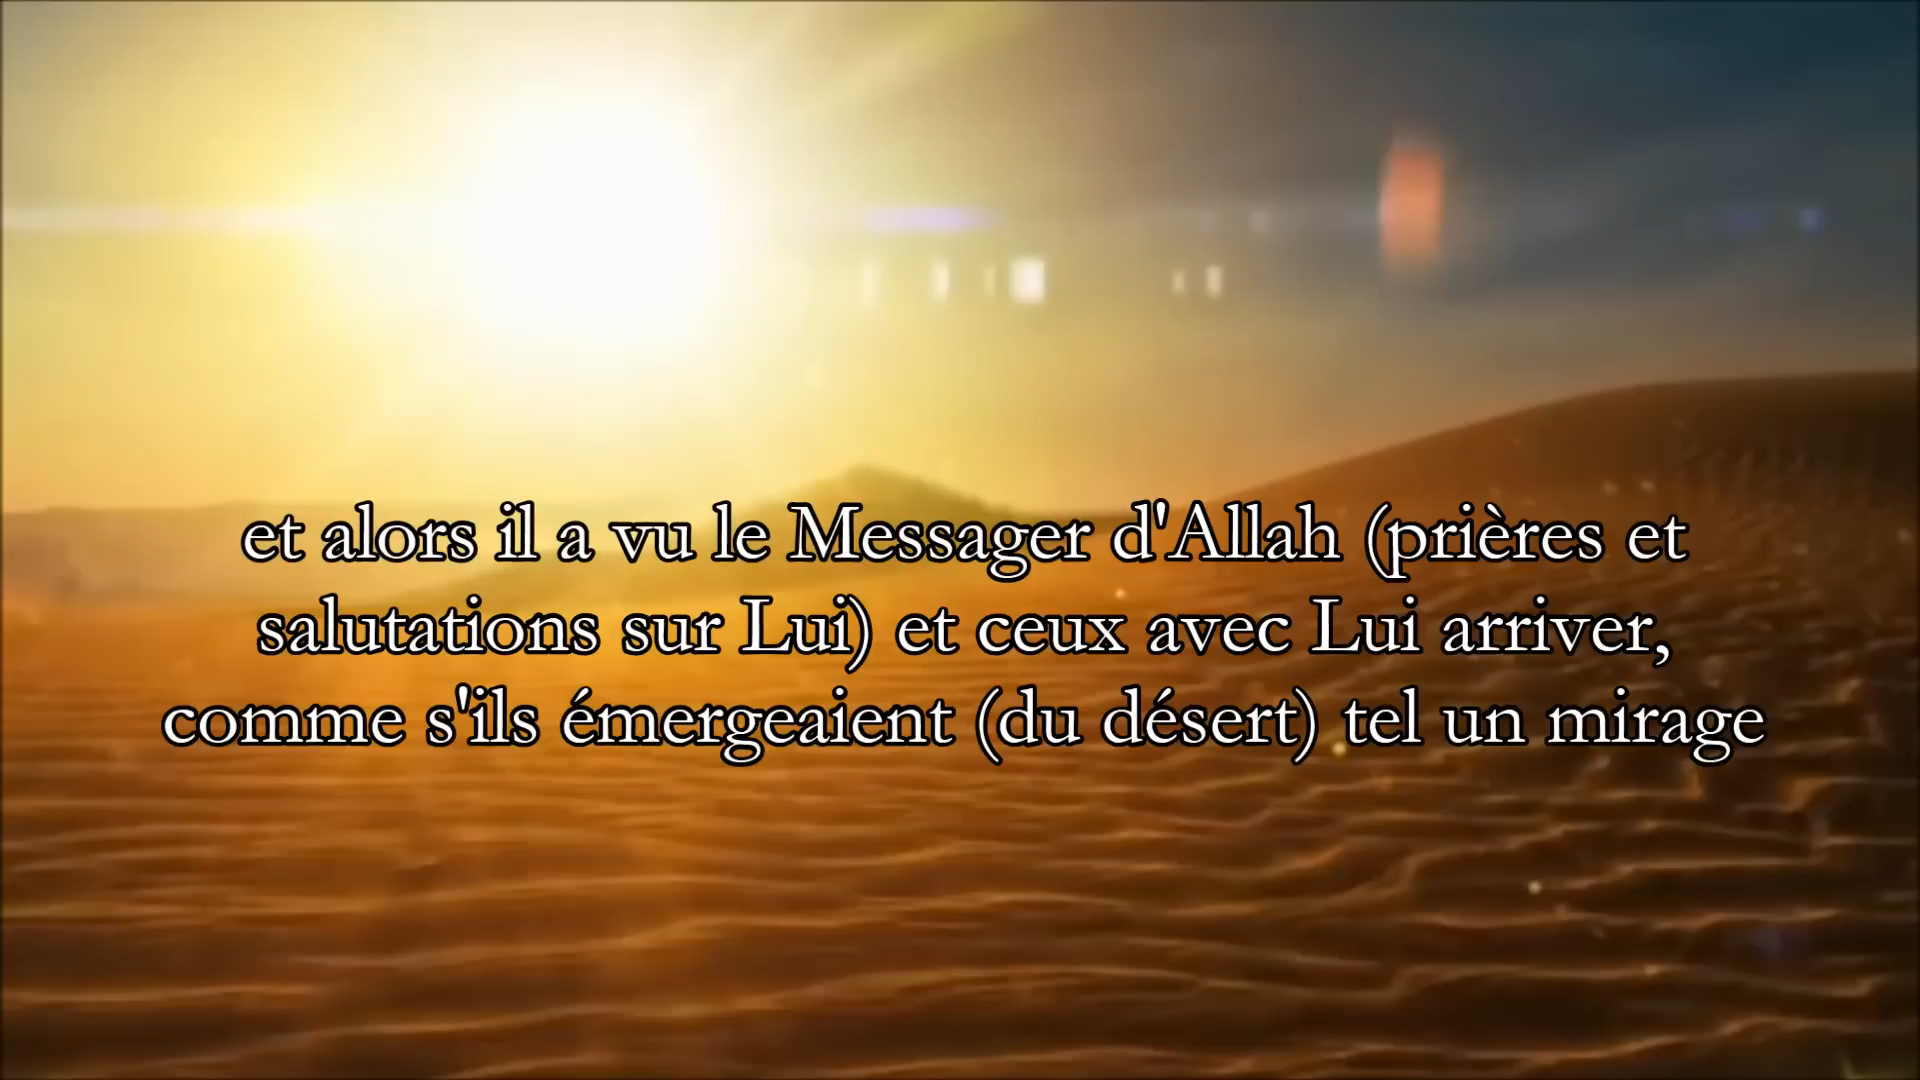 et alors il a vu le Messager d'Allah (prières et
salutations sur Lui) et ceux avec Lui arriver,
comme s'ils émergeaient (du désert) tel un mirage